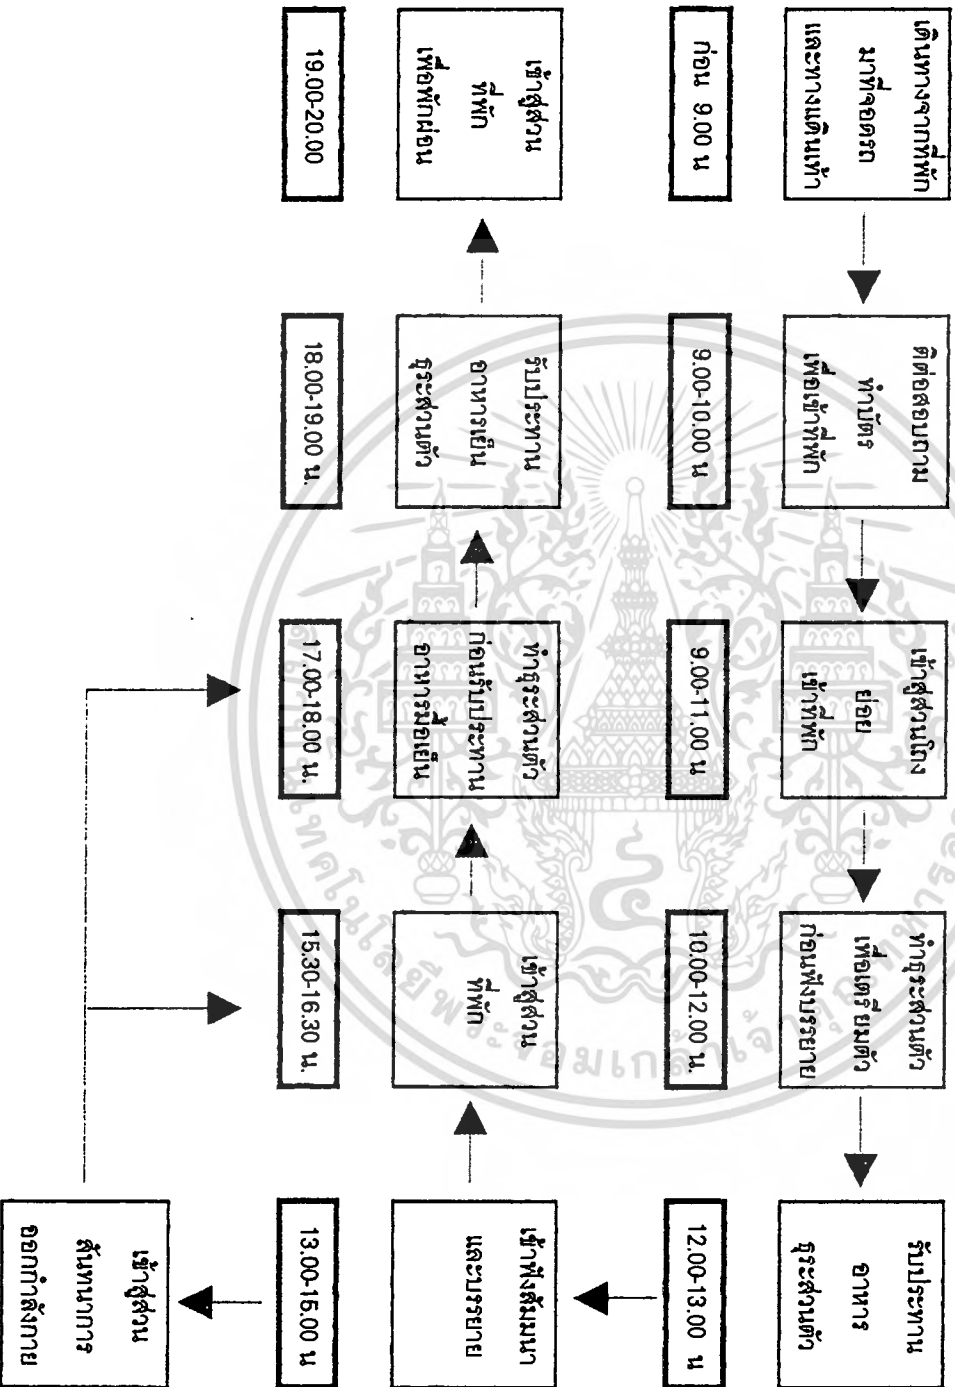 เดินทางจากที่พัก
มาที่จอดรถ
และทางเดินเท้า
ก่อน 9.00 น
ติต่อสอบถาม
ทำบัตร
เพื่อเข้าที่พัก
9.00-10.00 น
เข้าสู่ส่วนโถง
ย่อย
เข้าที่พัก
9.00-11.00 น
ทำธุระส่วนตัว
เพื่อเตรียมตัว
ก่อนฟังบรรยาย
10.00-12.00 น.
รับประทาน
อาหาร
ธุระส่วนตัว
12.00-13.00 น
เข้าฟังสัมมนา
และบรรยาย
13.00-15.00 น
เข้าสู่ส่วน
สันทนาการ
ออกกำลังกาย
เข้าสู่ส่วน
ที่พัก
15.30-16.30 น.
ทำธุระส่วนตัว
ก่อนรับประทาน
อาหารมื้อเย็น
17.00-18.00 น.
รับประทาน
อาหารเย็น
ธุระส่วนตัว
18.00-19.00 น.
เข้าสู่ส่วน
ที่พัก
เพื่อพักผ่อน
19.00-20.00